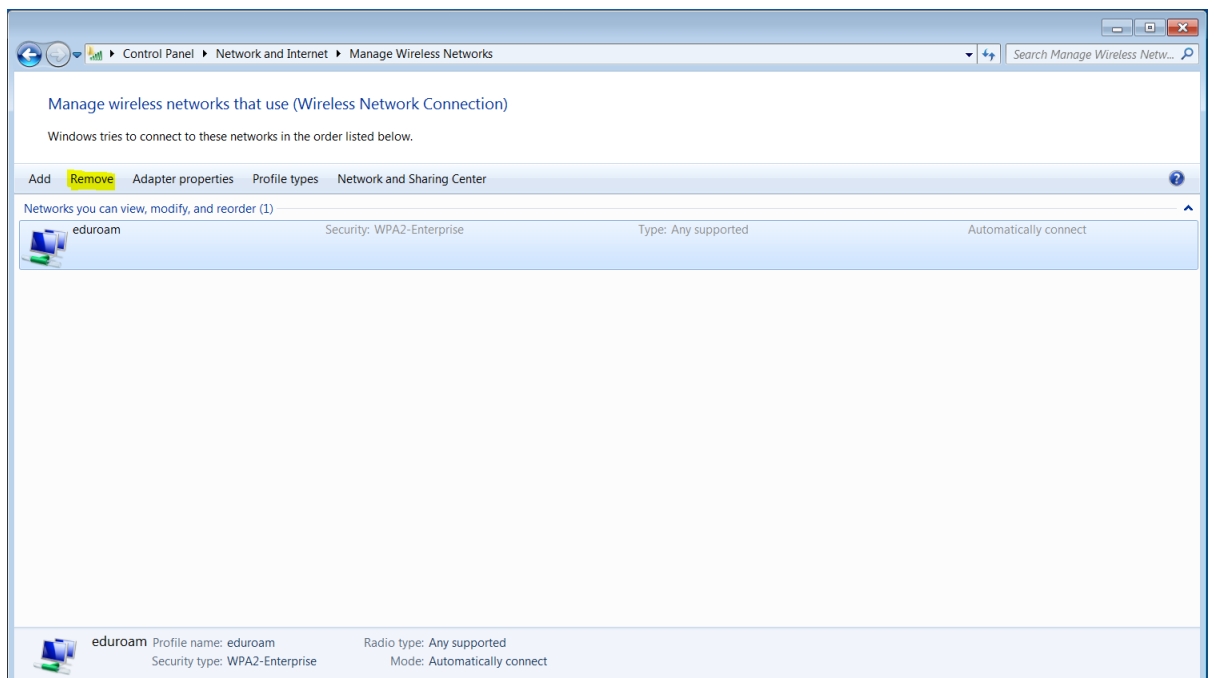 Control Panel Network and Internet Manage Wireless Networks Search Manage Wireless Netw...
Manage wireless networks that use (Wireless Network Connection)
Windows tries to connect to these networks in the order listed below.
Add Remove Adapter properties Profile types Network and Sharing Center
Networks you can view, modify, and reorder (1)
eduroam Security: WPA2-Enterprise Type: Any supported Automatically connect
eduroam Profile name: eduroam Radio type: Any supported
Security type: WPA2-Enterprise Mode: Automatically connect